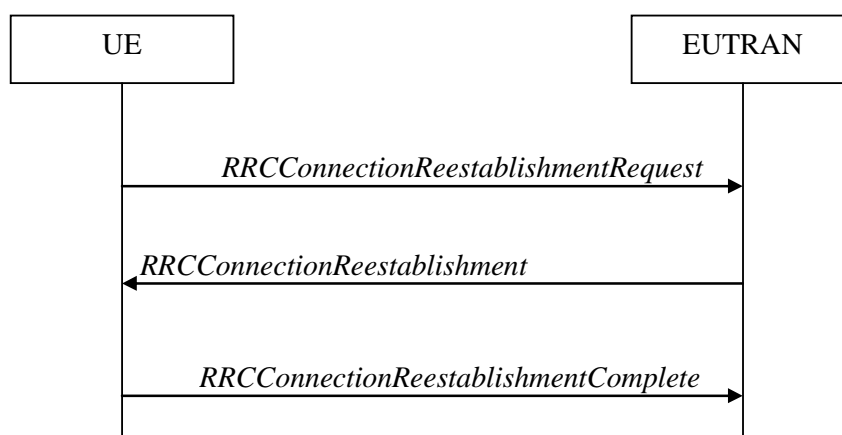 UE
EUTRAN
RRCConnectionReestablishmentRequest
RRCConnectionReestablishment
RRCConnectionReestablishmentComplete